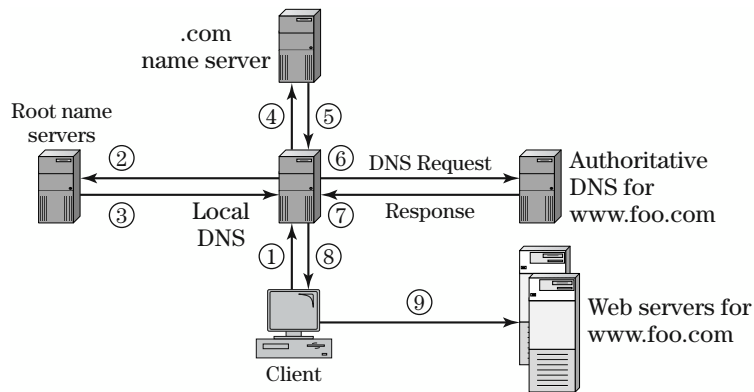 .com
name server
Root name
servers
④
⑤
②
⑥
DNS Request
③
Local
DNS
⑦
Response
Authoritative
DNS for
www.foo.com
①
⑧
⑨
Client
Web servers for
www.foo.com